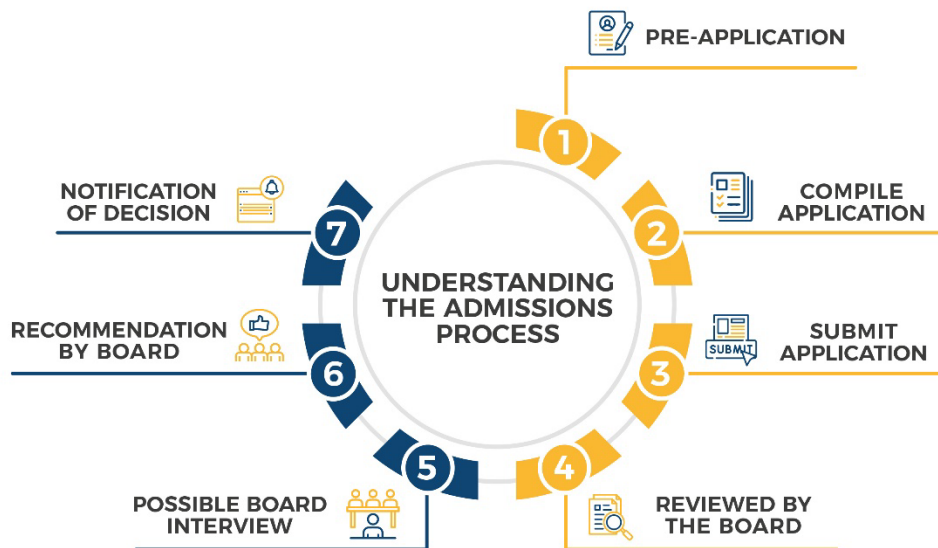 UNDERSTANDING
THE ADMISSIONS
PROCESS
1
PRE-APPLICATION
2
COMPILE
APPLICATION
3
SUBMIT
SUBMIT
APPLICATION
4
REVIEWED BY
THE BOARD
5
POSSIBLE BOARD
INTERVIEW
6
RECOMMENDATION
BY BOARD
7
NOTIFICATION
OF DECISION